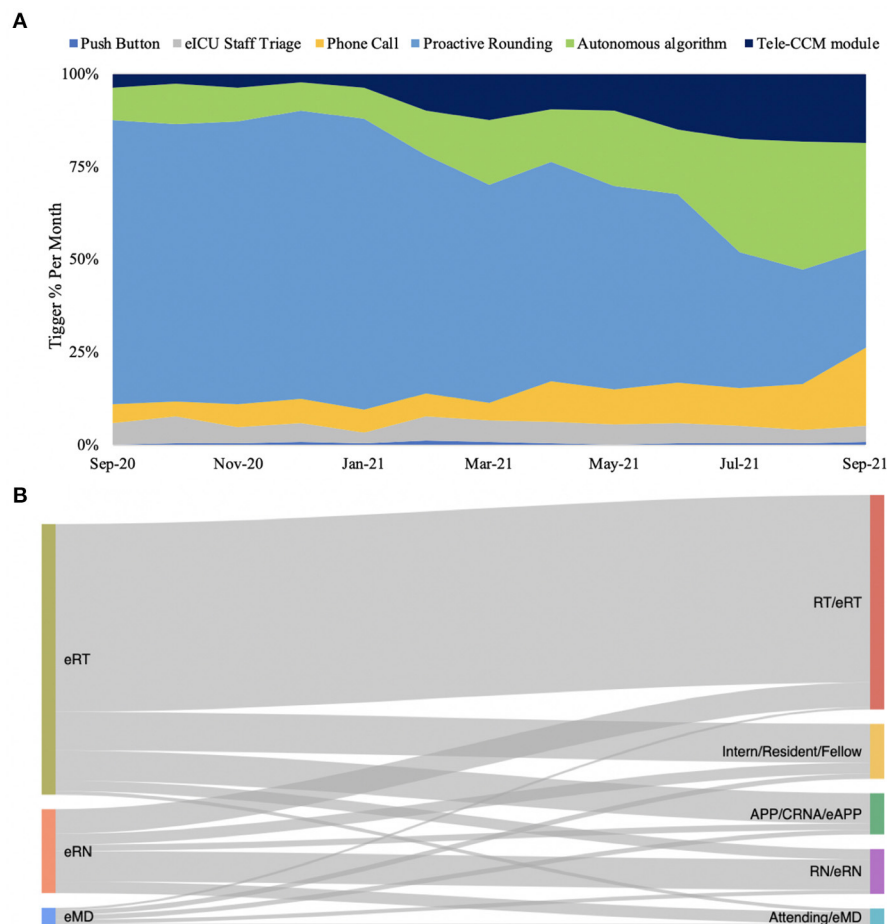 A
Push Button eICU Staff Triage Phone Call Proactive Rounding Autonomous algorithm Tele-CCM module
100%
75%
50%
25%
0%
Tigger % Per Month
Sep-20 Nov-20 Jan-21 Mar-21 May-21 Jul-21 Sep-21
B
RT/eRT
eRT
Intern/Resident/Fellow
APP/CRNA/eAPP
eRN
RN/eRN
eMD
Attending/eMD